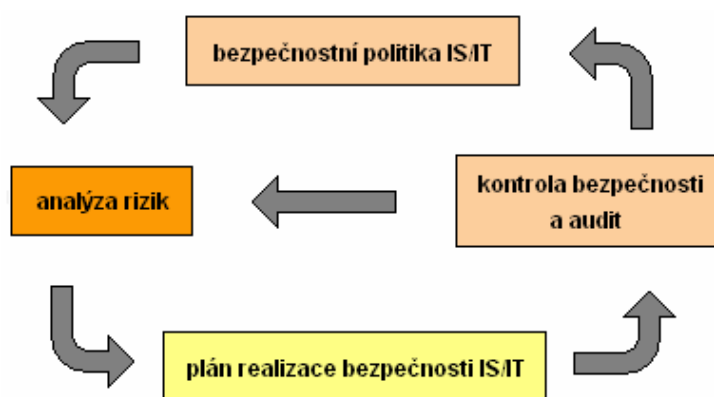 bezpečnostní politika IS/IT
analýza rizik
kontrola bezpečnosti
a audit
plán realizace bezpečnosti IS/IT